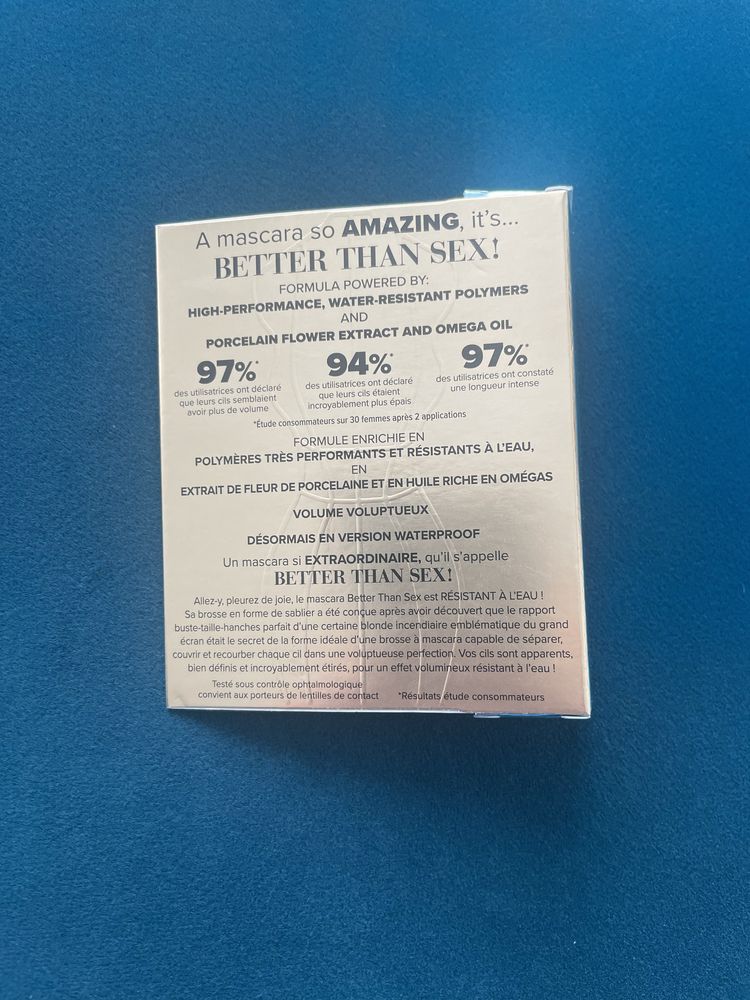 A mascara so AMAZING, it's...
BETTER THAN SEX!
FORMULA POWERED BY:
HIGH-PERFORMANCE, WATER-RESISTANT POLYMERS
AND
PORCELAIN FLOWER EXTRACT AND OMEGA OIL
97%* 94%* 97%*
des utilisatrices ont déclaré
que leurs cils semblaient
avoir plus de volume
des utilisatrices ont déclaré
que leurs cils étaient
incroyablement plus épais
des utilisatrices ont constaté
une longueur intense
*Étude consommateurs sur 30 femmes après 2 applications
FORMULE ENRICHIE EN
POLYMÈRES TRÈS PERFORMANTS ET RÉSISTANTS À L'EAU,
EN
EXTRAIT DE FLEUR DE PORCELAINE ET EN HUILE RICHE EN OMÉGAS
VOLUME VOLUPTUEUX
DÉSORMAIS EN VERSION WATERPROOF
Un mascara si EXTRAORDINAIRE, qu'il s'appelle
BETTER THAN SEX!
Allez-y, pleurez de joie, le mascara Better Than Sex est RÉSISTANT À L'EAU !
Sa brosse en forme de sablier a été conçue après avoir découvert que le rapport
buste-taille-hanches parfait d'une certaine blonde incendiaire emblématique du grand
écran était le secret de la forme idéale d'une brosse à mascara capable de séparer,
couvrir et recourber chaque cil dans une voluptueuse perfection. Vos cils sont apparents,
bien définis et incroyablement étirés, pour un effet volumineux résistant à l'eau !
Testé sous contrôle ophtalmologique
convient aux porteurs de lentilles de contact *Résultats étude consommateurs